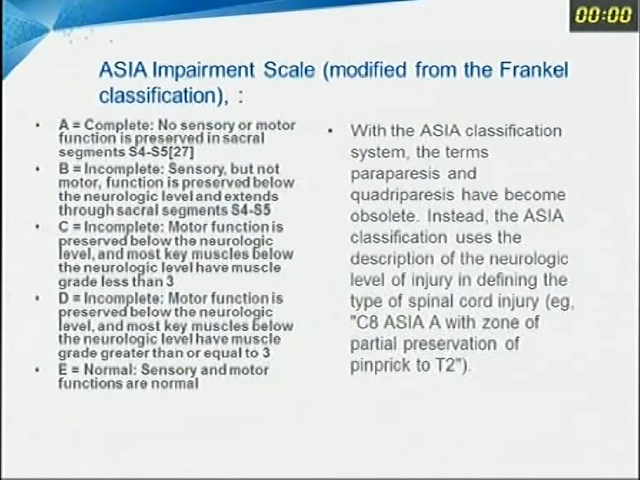 00:00
ASIA Impairment Scale (modified from the Frankel
classification), :
• A = Complete: No sensory or motor
function is preserved in sacral
segments S4-S5[27]
• B = Incomplete: Sensory, but not
motor, function is preserved below
the neurologic level and extends
through sacral segments S4-S5
• C = Incomplete: Motor function is
preserved below the neurologic
level, and most key muscles below
the neurologic level have muscle
grade less than 3
• D = Incomplete: Motor function is
preserved below the neurologic
level, and most key muscles below
the neurologic level have muscle
grade greater than or equal to 3
• E = Normal: Sensory and motor
functions are normal
• With the ASIA classification
system, the terms
paraparesis and
quadriparesis have become
obsolete. Instead, the ASIA
classification uses the
description of the neurologic
level of injury in defining the
type of spinal cord injury (eg,
"C8 ASIA A with zone of
partial preservation of
pinprick to T2").